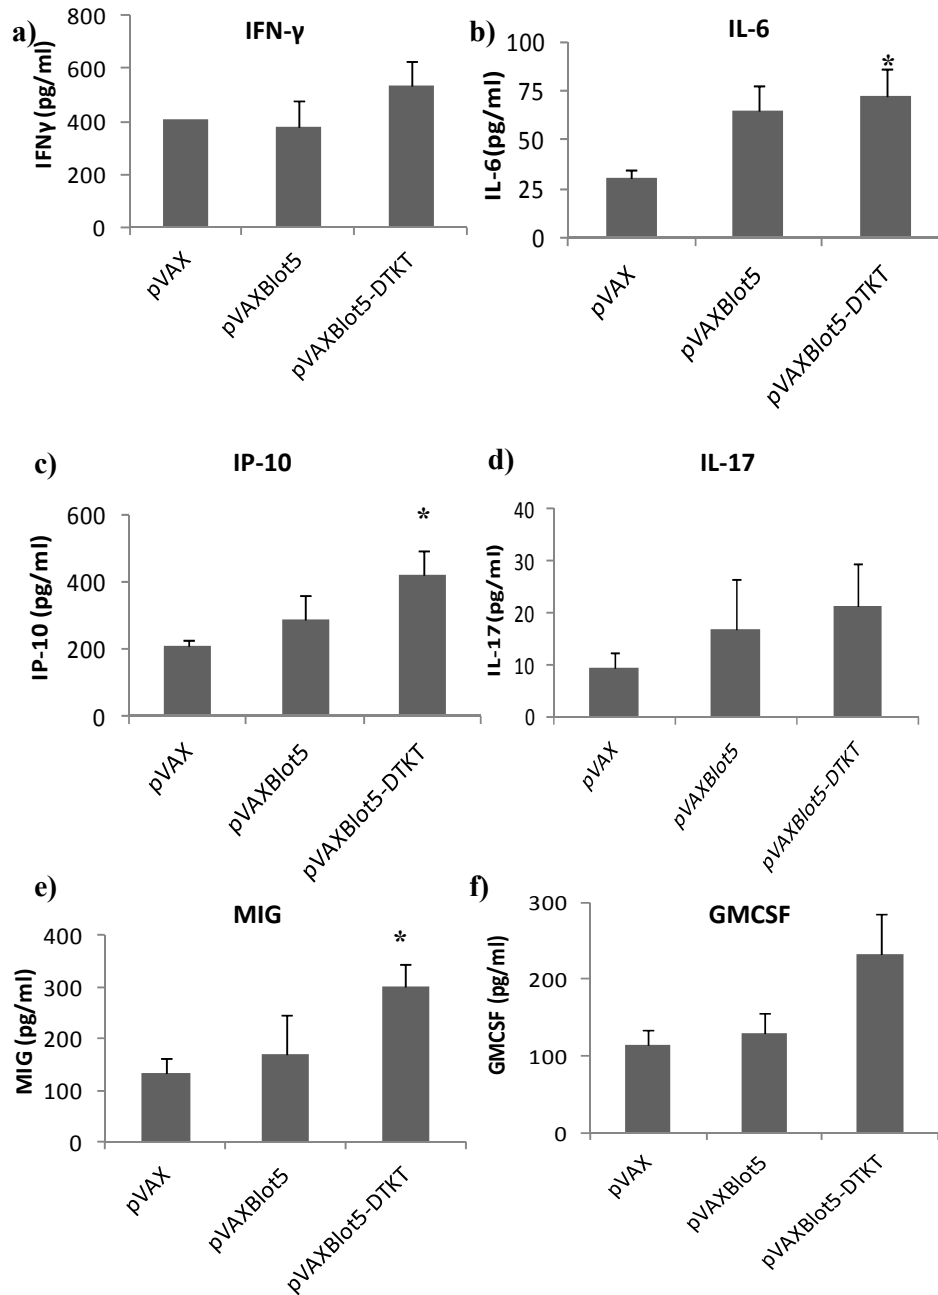 a)
IFN-γ
IFNγ (pg/ml)
800
600
400
200
0
pVAX
pVAXBlot5
pVAXBlot5-DTKT
b)
IL-6
IL-6(pg/ml)
100
75
50
25
0
*
pVAX
pVAXBlot5
pVAXBlot5-DTKT
c)
IP-10
IP-10 (pg/ml)
600
400
200
0
*
pVAX
pVAXBlot5
pVAXBlot5-DTKT
d)
IL-17
IL-17(pg/ml)
40
30
20
10
0
pVAX
pVAXBlot5
pVAXBlot5-DTKT
e)
MIG
MIG (pg/ml)
400
300
200
100
0
*
pVAX
pVAXBlot5
pVAXBlot5-DTKT
f)
GMCSF
GMCSF (pg/ml)
300
200
100
0
pVAX
pVAXBlot5
pVAXBlot5-DTKT